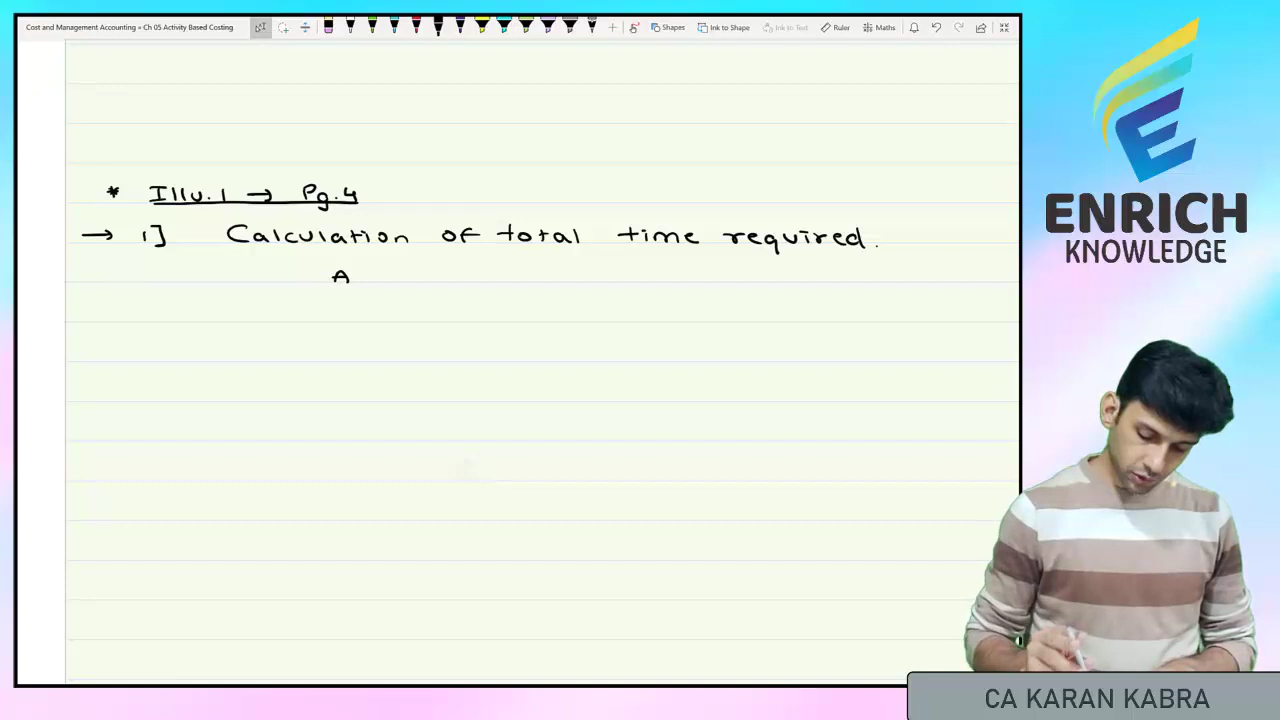 Cost and Management Accounting » Ch 05 Activity Based Costing
Shapes
Ink to Shape
Ink to Text
Ruler
Maths
* Illu.1 → Pg.4
→ 1] Calculation of total time required.
A
ENRICH
KNOWLEDGE
CA KARAN KABRA